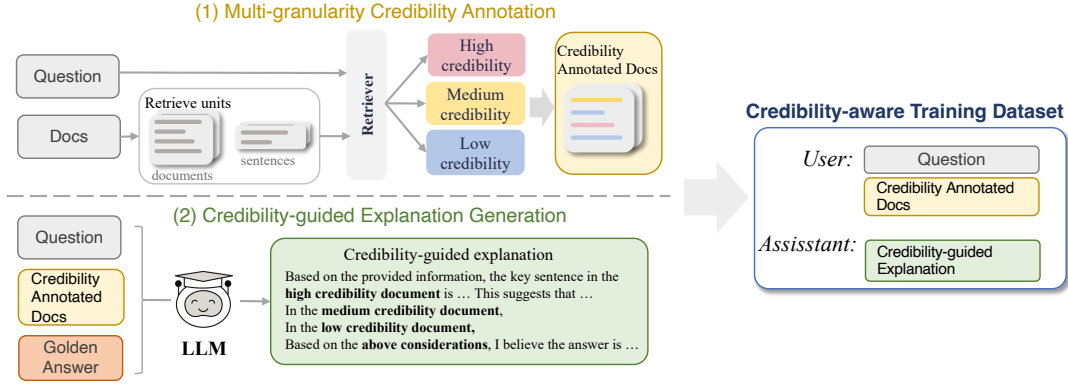 (1) Multi-granularity Credibility Annotation
Question
Docs
Retrieve units
documents
sentences
Retriever
High
credibility
Medium
credibility
Low
credibility
Credibility
Annotated Docs
(2) Credibility-guided Explanation Generation
Question
Credibility
Annotated
Docs
Golden
Answer
LLM
Credibility-guided explanation
Based on the provided information, the key sentence in the
high credibility document is … This suggests that …
In the medium credibility document,
In the low credibility document,
Based on the above considerations, I believe the answer is …
Credibility-aware Training Dataset
User:
Question
Credibility Annotated
Docs
Assisstant:
Credibility-guided
Explanation